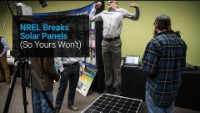 NREL Breaks
Solar Panels
(So Yours Won't)